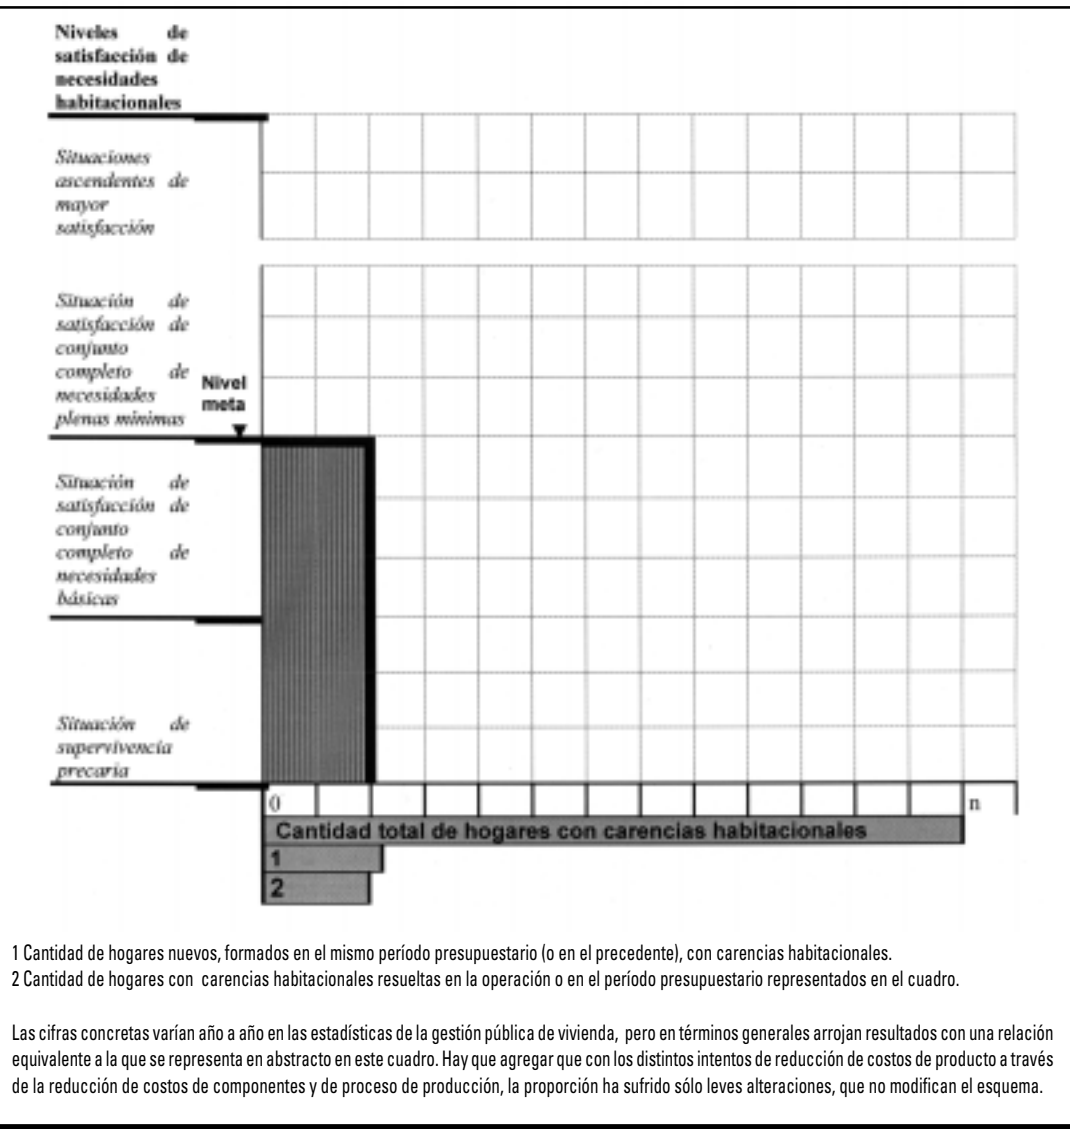 Niveles de
satisfacción de
necesidades
habitacionales
Situaciones
ascendentes de
mayor
satisfacción
Situación de
satisfacción de
conjunto
completo de
necesidades
plenas mínimas
Nivel
meta
Situación de
satisfacción de
conjunto
completo de
necesidades
básicas
Situación de
supervivencia
precaria
0 n
Cantidad total de hogares con carencias habitacionales
1
2
1 Cantidad de hogares nuevos, formados en el mismo período presupuestario (o en el precedente), con carencias habitacionales.
2 Cantidad de hogares con carencias habitacionales resueltas en la operación o en el período presupuestario representados en el cuadro.
Las cifras concretas varían año a año en las estadísticas de la gestión pública de vivienda, pero en términos generales arrojan resultados con una relación
equivalente a la que se representa en abstracto en este cuadro. Hay que agregar que con los distintos intentos de reducción de costos de producto a través
de la reducción de costos de componentes y de proceso de producción, la proporción ha sufrido sólo leves alteraciones, que no modifican el esquema.